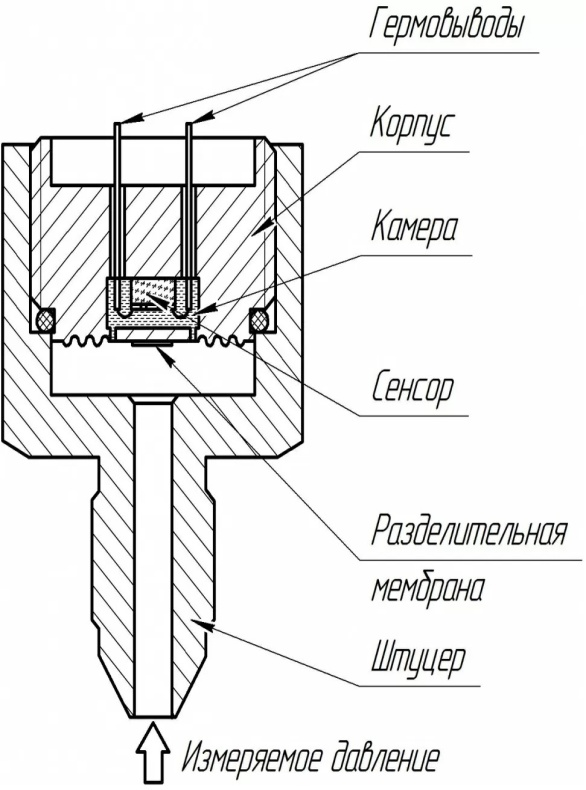 Гермовыводы
Корпус
Камера
Сенсор
Разделительная
мембрана
Штуцер
Измеряемое давление